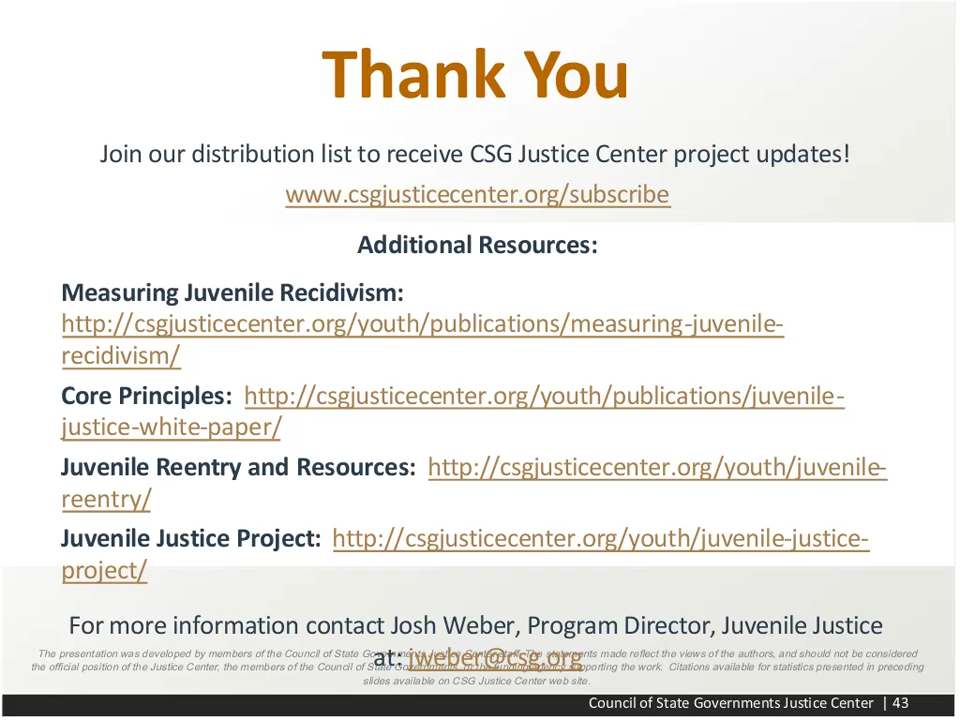 Thank You
Join our distribution list to receive CSG Justice Center project updates!
www.csgjusticecenter.org/subscribe
Additional Resources:
Measuring Juvenile Recidivism:
http://csgjusticecenter.org/youth/publications/measuring-juvenile-
recidivism/
Core Principles: http://csgjusticecenter.org/youth/publications/juvenile-
justice-white-paper/
Juvenile Reentry and Resources: http://csgjusticecenter.org/youth/juvenile-
reentry/
Juvenile Justice Project: http://csgjusticecenter.org/youth/juvenile-justice-
project/
For more information contact Josh Weber, Program Director, Juvenile Justice
at: jweber@csg.org
The presentation was developed by members of the Council of State Governments Justice Center staff. The statements made reflect the views of the authors, and should not be considered
the official position of the Justice Center, the members of the Council of State Governments, or the funding agency supporting the work. Citations available for statistics presented in preceding
slides available on CSG Justice Center web site.
Council of State Governments Justice Center | 43